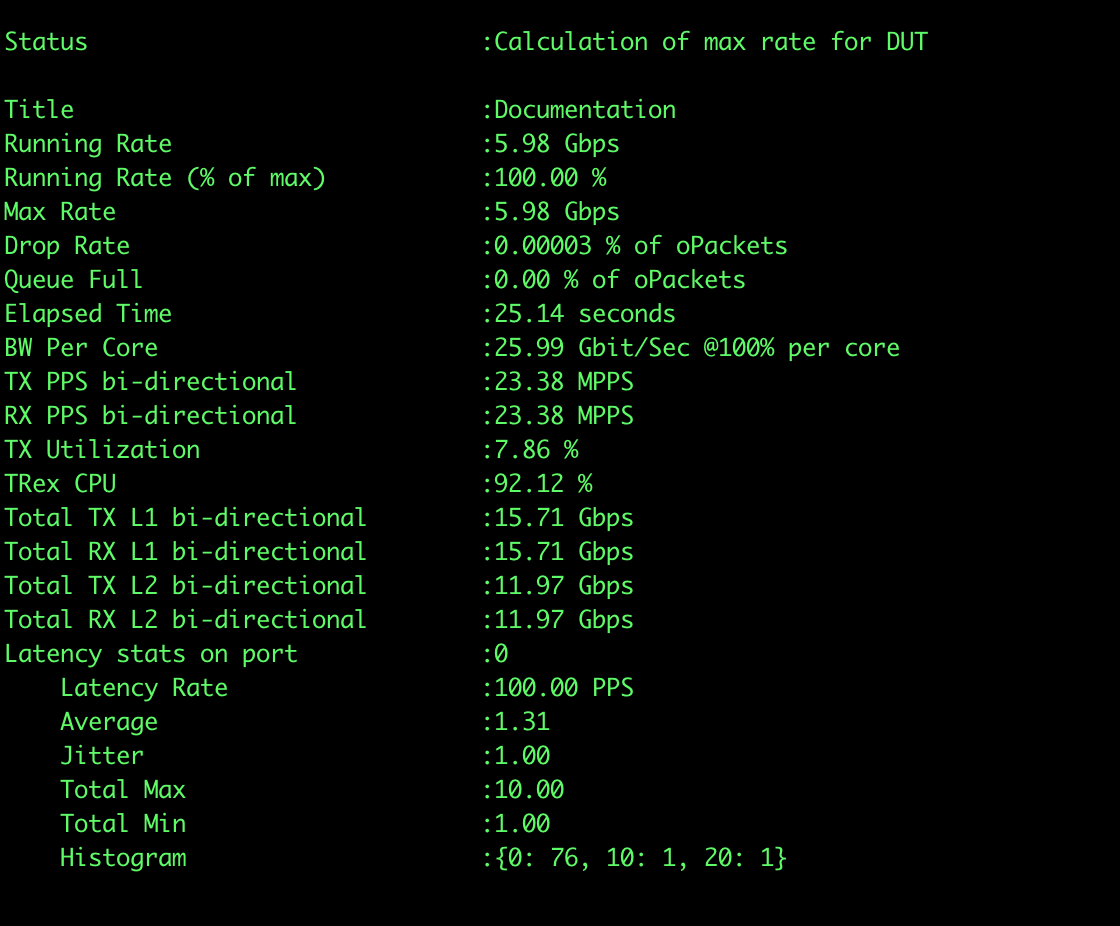 Status :Calculation of max rate for DUT
Title :Documentation
Running Rate :5.98 Gbps
Running Rate (% of max) :100.00 %
Max Rate :5.98 Gbps
Drop Rate :0.00003 % of oPackets
Queue Full :0.00 % of oPackets
Elapsed Time :25.14 seconds
BW Per Core :25.99 Gbit/Sec @100% per core
TX PPS bi-directional :23.38 MPPS
RX PPS bi-directional :23.38 MPPS
TX Utilization :7.86 %
TRex CPU :92.12 %
Total TX L1 bi-directional :15.71 Gbps
Total RX L1 bi-directional :15.71 Gbps
Total TX L2 bi-directional :11.97 Gbps
Total RX L2 bi-directional :11.97 Gbps
Latency stats on port :0
Latency Rate :100.00 PPS
Average :1.31
Jitter :1.00
Total Max :10.00
Total Min :1.00
Histogram :{0: 76, 10: 1, 20: 1}